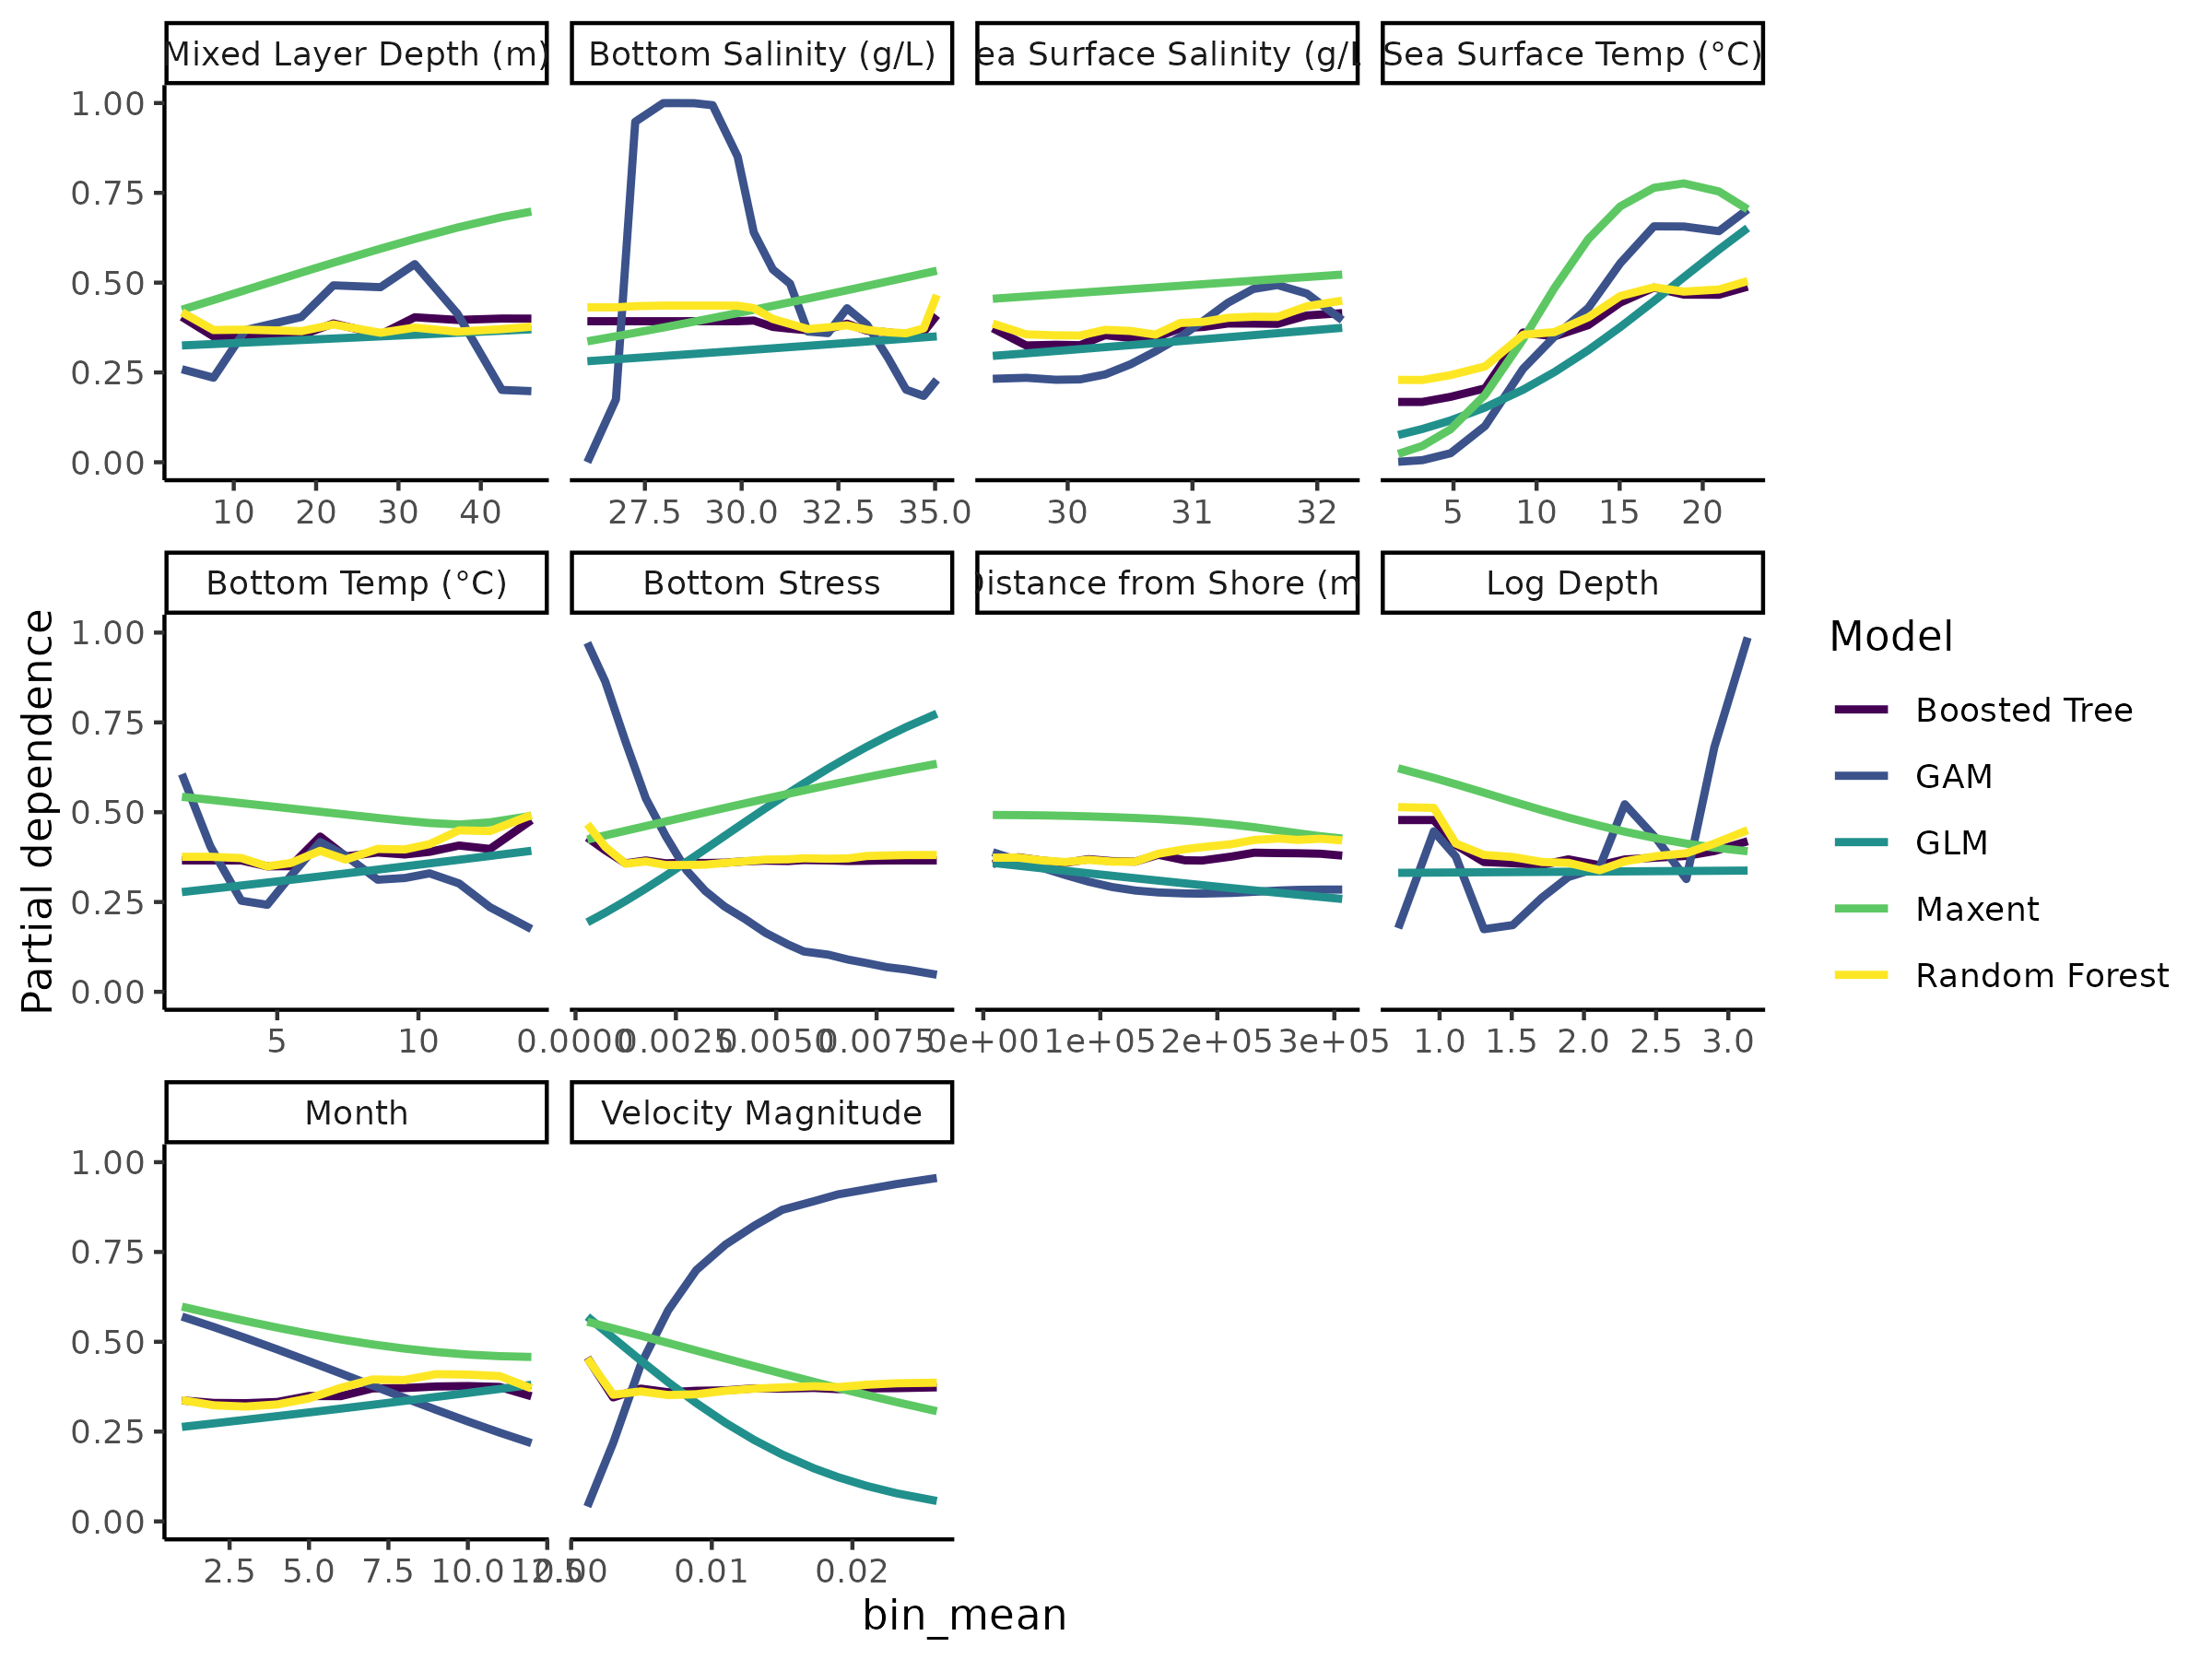 Mixed Layer Depth (m) Bottom Salinity (g/L) ea Surface Salinity (g/L Sea Surface Temp (°C)
1.00
0.75
0.50
0.25
0.00
10 20 30 40 27.5 30.0 32.5 35.0 30 31 32 5 10 15 20
Bottom Temp (°C) Bottom Stress Distance from Shore (m Log Depth
1.00
0.75
0.50
0.25
0.00
5 10 0.0000 0.0025 0.0050 0.0075 0e+00 1e+05 2e+05 3e+05 1.0 1.5 2.0 2.5 3.0
Month Velocity Magnitude
1.00
0.75
0.50
0.25
0.00
2.5 5.0 7.5 10.0 12.5 0.00 0.01 0.02
bin_mean
Partial dependence
Model
Boosted Tree
GAM
GLM
Maxent
Random Forest